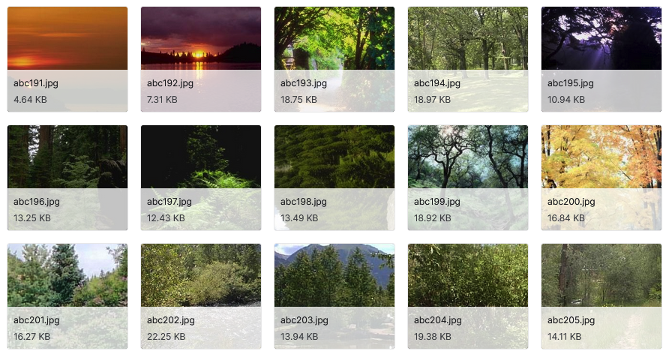 abc191.jpg
4.64 KB
abc192.jpg
7.31 KB
abc193.jpg
18.75 KB
abc194.jpg
18.97 KB
abc195.jpg
10.94 KB
abc196.jpg
13.25 KB
abc197.jpg
12.43 KB
abc198.jpg
13.49 KB
abc199.jpg
18.92 KB
abc200.jpg
16.84 KB
abc201.jpg
16.27 KB
abc202.jpg
22.25 KB
abc203.jpg
13.94 KB
abc204.jpg
19.38 KB
abc205.jpg
14.11 KB